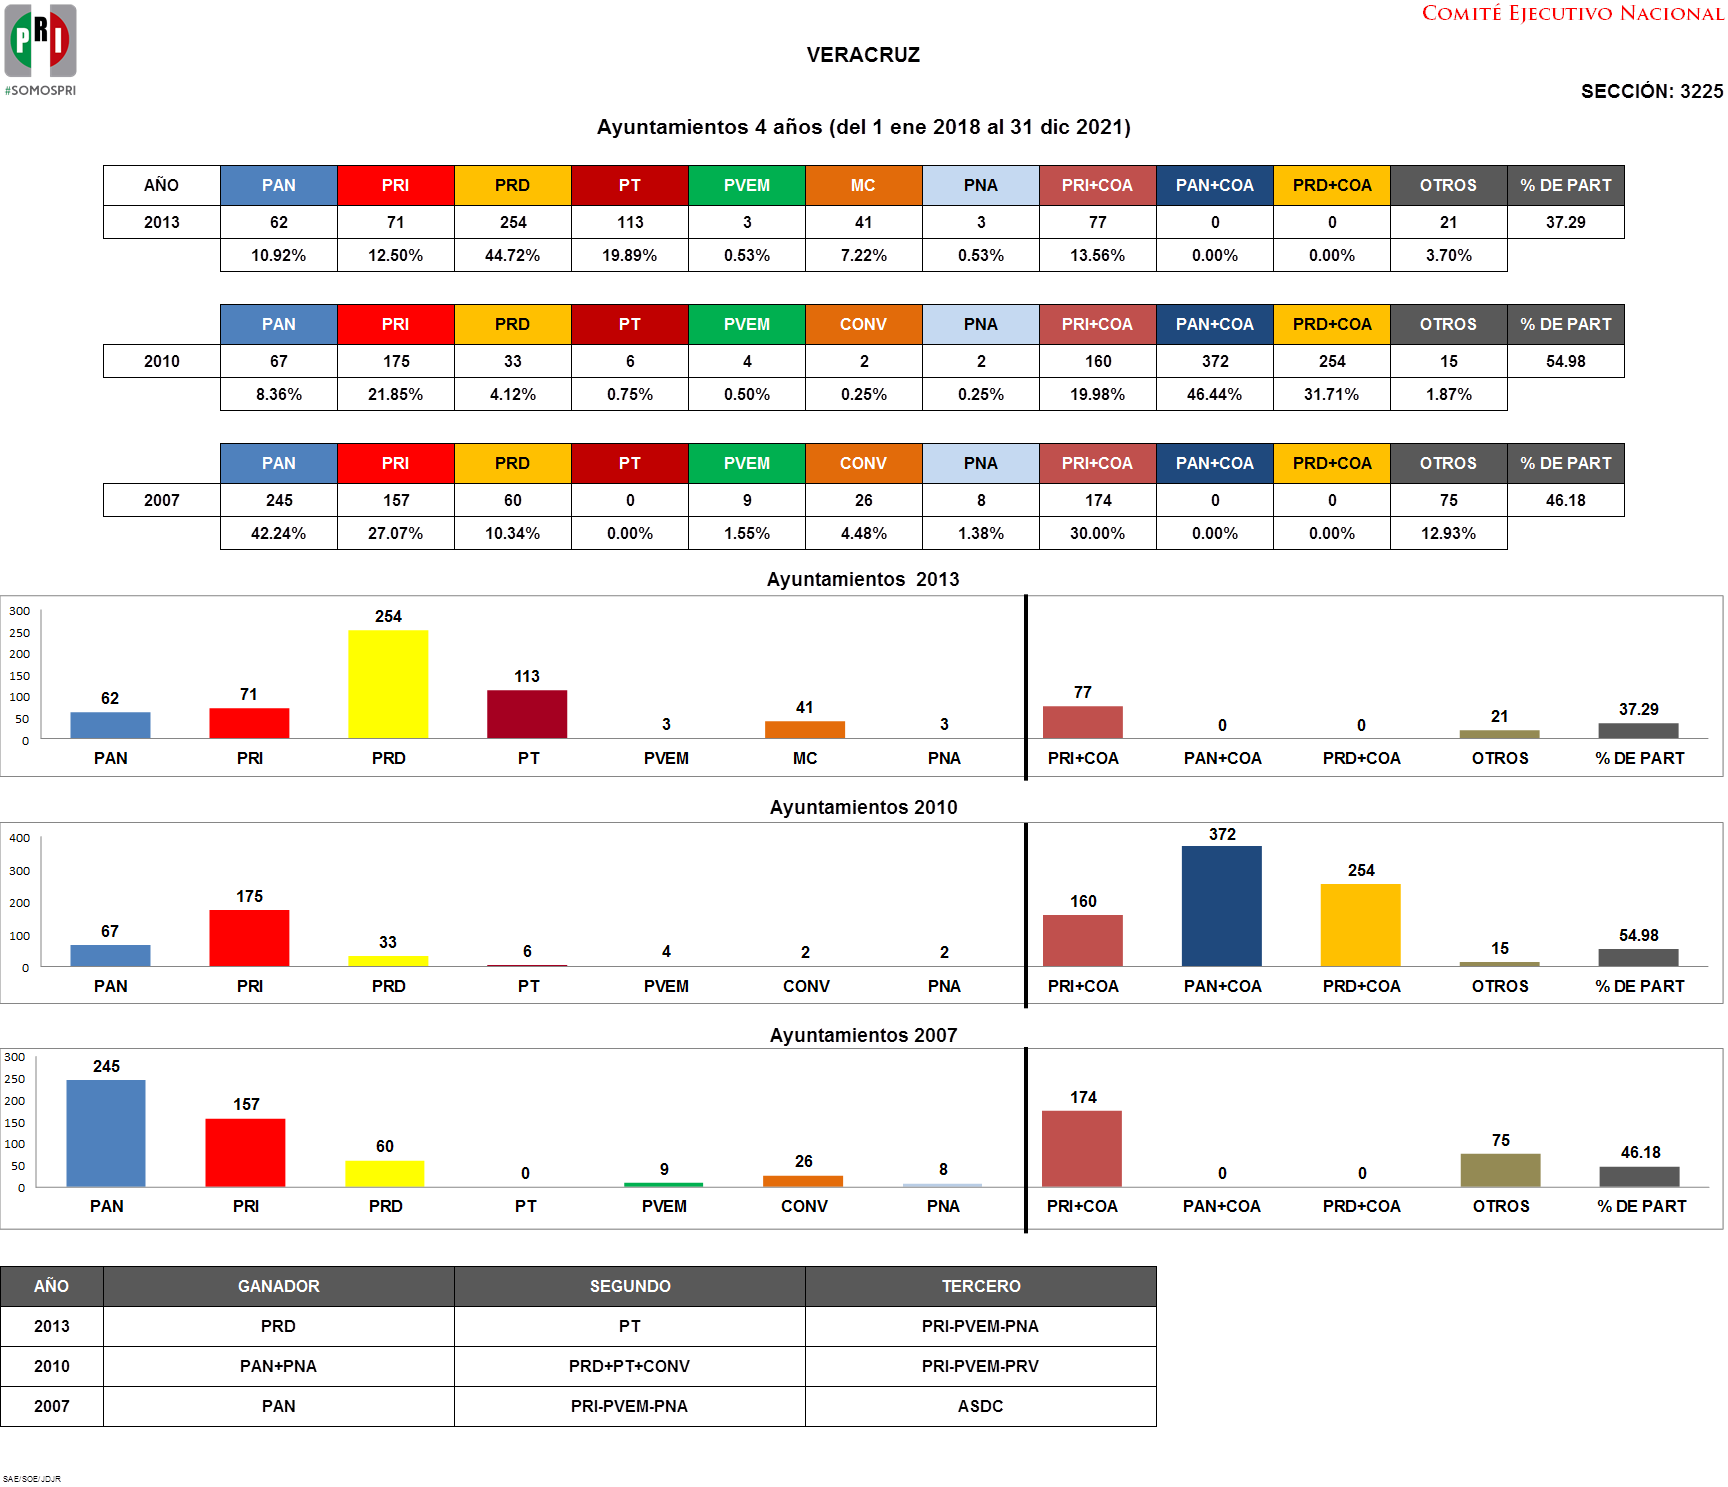 PRI
#SOMOSPRI
COMITÉ EJECUTIVO NACIONAL
VERACRUZ
SECCIÓN: 3225
Ayuntamientos 4 años (del 1 ene 2018 al 31 dic 2021)
AÑO PAN PRI PRD PT PVEM MC PNA PRI+COA PAN+COA PRD+COA OTROS % DE PART
2013 62 71 254 113 3 41 3 77 0 0 21 37.29
10.92% 12.50% 44.72% 19.89% 0.53% 7.22% 0.53% 13.56% 0.00% 0.00% 3.70%
PAN PRI PRD PT PVEM CONV PNA PRI+COA PAN+COA PRD+COA OTROS % DE PART
2010 67 175 33 6 4 2 2 160 372 254 15 54.98
8.36% 21.85% 4.12% 0.75% 0.50% 0.25% 0.25% 19.98% 46.44% 31.71% 1.87%
PAN PRI PRD PT PVEM CONV PNA PRI+COA PAN+COA PRD+COA OTROS % DE PART
2007 245 157 60 0 9 26 8 174 0 0 75 46.18
42.24% 27.07% 10.34% 0.00% 1.55% 4.48% 1.38% 30.00% 0.00% 0.00% 12.93%
Ayuntamientos 2013
300
250
200
150
100
50
0
62 71 254 113 3 41 3 77 0 0 21 37.29
PAN PRI PRD PT PVEM MC PNA PRI+COA PAN+COA PRD+COA OTROS % DE PART
Ayuntamientos 2010
400
300
200
100
0
67 175 33 6 4 2 2 160 372 254 15 54.98
PAN PRI PRD PT PVEM CONV PNA PRI+COA PAN+COA PRD+COA OTROS % DE PART
Ayuntamientos 2007
300
250
200
150
100
50
0
245 157 60 0 9 26 8 174 0 0 75 46.18
PAN PRI PRD PT PVEM CONV PNA PRI+COA PAN+COA PRD+COA OTROS % DE PART
AÑO GANADOR SEGUNDO TERCERO
2013 PRD PT PRI-PVEM-PNA
2010 PAN+PNA PRD+PT+CONV PRI-PVEM-PRV
2007 PAN PRI-PVEM-PNA ASDC
SAE/SOE/JDJR